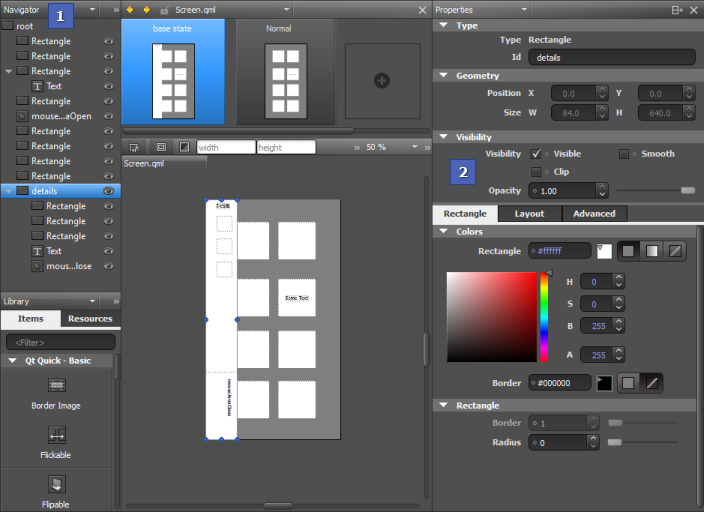 Navigator
1
root
Rectangle
Rectangle
Rectangle
Text
Rectangle
mouse...aOpen
Rectangle
Rectangle
Rectangle
Rectangle
details
Rectangle
Rectangle
Rectangle
Text
mous...lose
Library
Items Resources
<Filter>
Qt Quick - Basic
Border Image
Flickable
Flipable
Screen.qml
base state Normal
width height 50 %
Screen.qml
Some Text
Properties
Type
Type Rectangle
Id details
Geometry
Position X 0.0 Y 0.0
Size W 84.0 H 640.0
Visibility
2
Visibility Visible Smooth
Clip
Opacity 1.00
Rectangle Layout Advanced
Colors
Rectangle #ffffff
H 0
S 0
B 255
A 255
Border #000000
Rectangle
Border 1
Radius 0